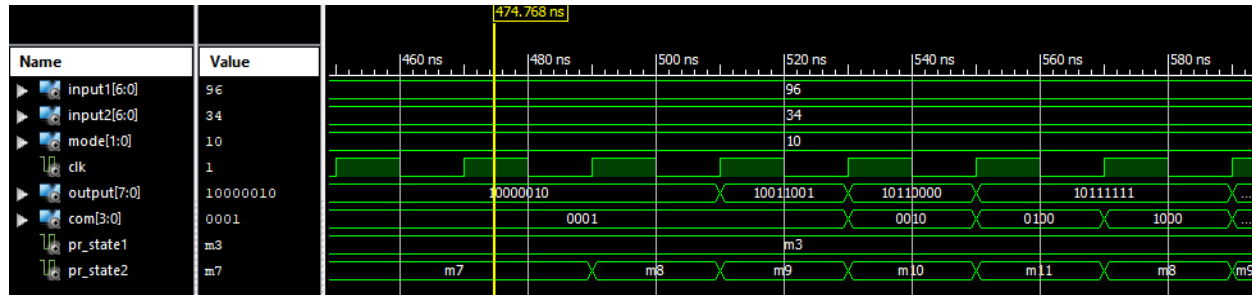 474.768 ns
Name Value 460 ns 480 ns 500 ns 520 ns 540 ns 560 ns 580 ns
input1[6:0] 96 96
input2[6:0] 34 34
mode[1:0] 10 10
clk 1
output[7:0] 10000010 10000010 10011001 10110000 10111111 ...
com[3:0] 0001 0001 0010 0100 1000 ...
pr_state1 m3 m3
pr_state2 m7 m7 m8 m9 m10 m11 m8 m9